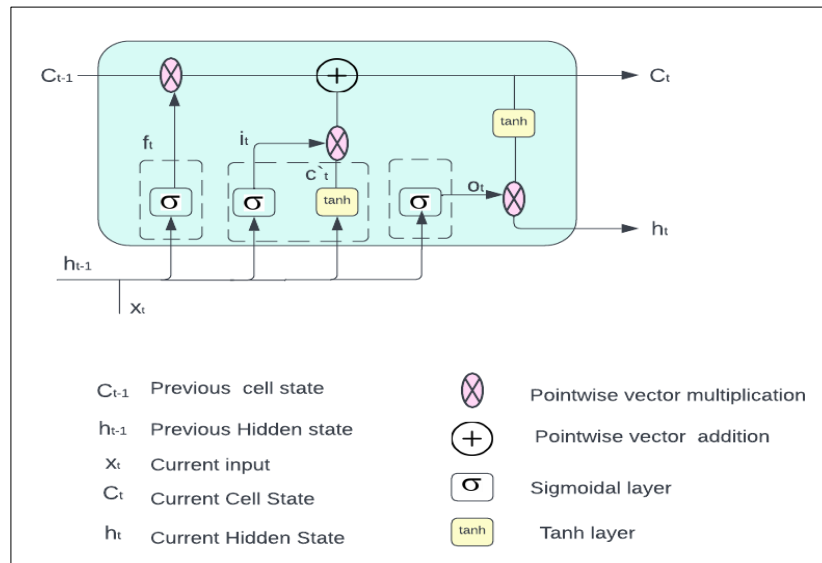 Ct-1
Ct
tanh
ft
it
c`t
ot
σ
σ
tanh
σ
ht
ht-1
xt
Ct-1 Previous cell state
Pointwise vector multiplication
ht-1 Previous Hidden state
Pointwise vector addition
xt Current input
σ Sigmoidal layer
Ct Current Cell State
tanh Tanh layer
ht Current Hidden State